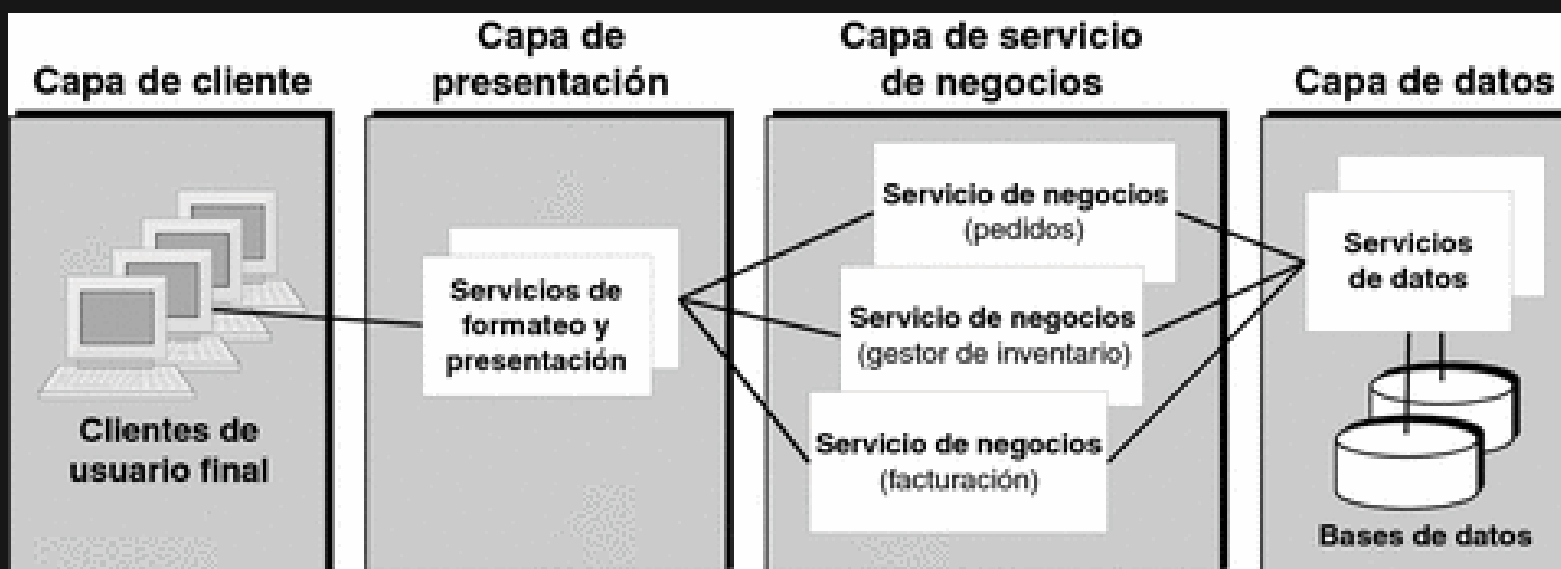 Capa de cliente
Clientes de
usuario final
Capa de
presentación
Servicios de
formateo y
presentación
Capa de servicio
de negocios
Servicio de negocios
(pedidos)
Servicio de negocios
(gestor de inventario)
Servicio de negocios
(facturación)
Capa de datos
Servicios
de datos
Bases de datos